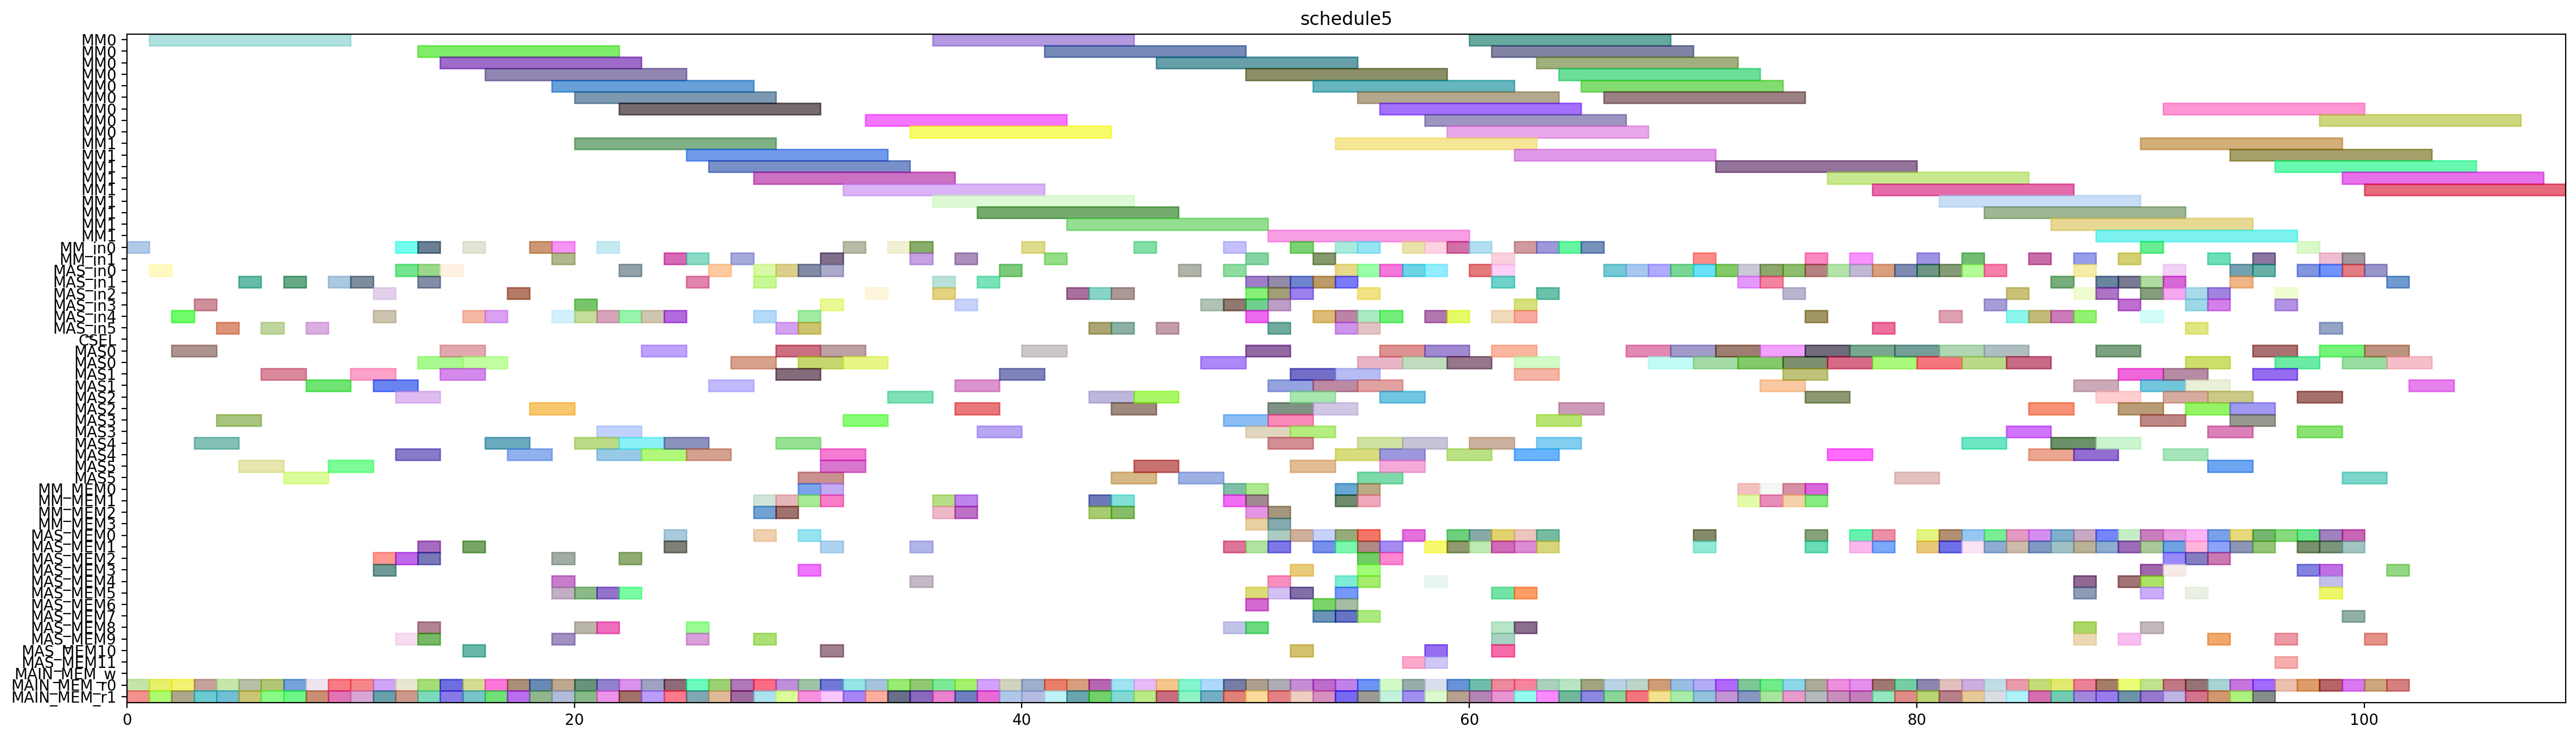 schedule5
MM0
MM0
MM0
MM0
MM0
MM0
MM0
MM0
MM0
MM1
MM1
MM1
MM1
MM1
MM1
MM1
MM1
MM1
MM_in0
MM_in1
MAS_in0
MAS_in1
MAS_in2
MAS_in3
MAS_in4
MAS_in5
CSEL
MAS0
MAS0
MAS1
MAS1
MAS2
MAS2
MAS3
MAS3
MAS4
MAS4
MAS5
MAS5
MM_MEM0
MM_MEM1
MM_MEM2
MM_MEM3
MAS_MEM0
MAS_MEM1
MAS_MEM2
MAS_MEM3
MAS_MEM4
MAS_MEM5
MAS_MEM6
MAS_MEM7
MAS_MEM8
MAS_MEM9
MAS_MEM10
MAS_MEM11
MAIN_MEM_w
MAIN_MEM_r0
MAIN_MEM_r1
0 20 40 60 80 100